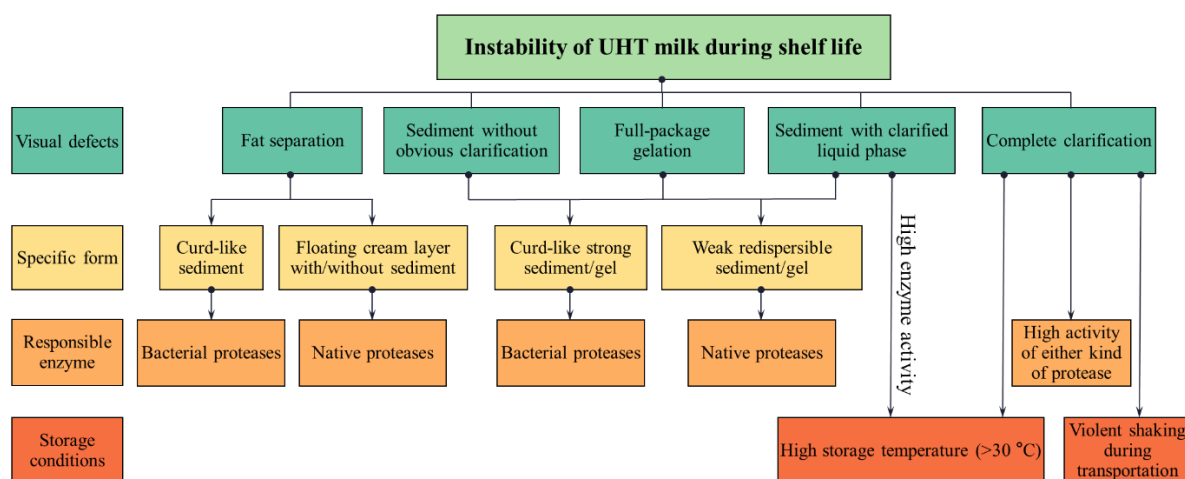 Instability of UHT milk during shelf life
Visual defects
Fat separation
Sediment without
obvious clarification
Full-package
gelation
Sediment with clarified
liquid phase
Complete clarification
High enzyme activity
Specific form
Curd-like
sediment
Floating cream layer
with/without sediment
Curd-like strong
sediment/gel
Weak redispersible
sediment/gel
Responsible
enzyme
Bacterial proteases
Native proteases
Bacterial proteases
Native proteases
High activity
of either kind
of protease
Storage
conditions
High storage temperature (>30 °C)
Violent shaking
during
transportation